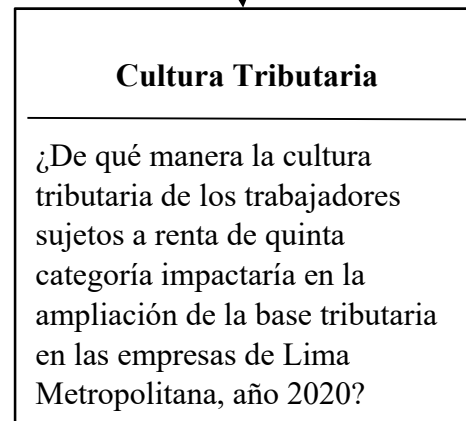 Cultura Tributaria
¿De qué manera la cultura
tributaria de los trabajadores
sujetos a renta de quinta
categoría impactaría en la
ampliación de la base tributaria
en las empresas de Lima
Metropolitana, año 2020?